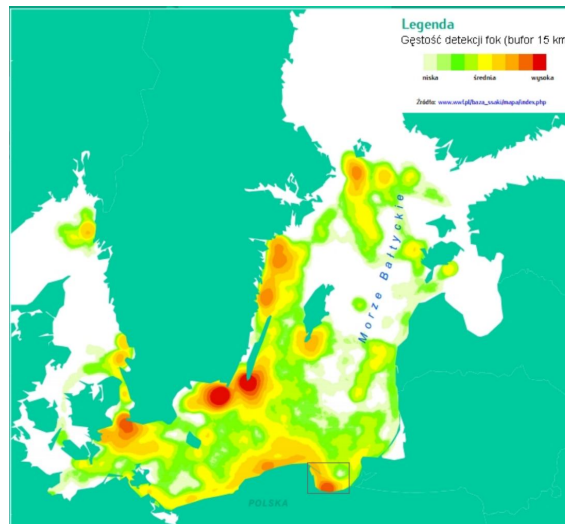 Legenda
Gęstość detekcji fok (bufor 15 km
niska średnia wysoka
Źródło: www.wwf.pl/baza_ssaki/mapa/index.php
Morze Bałtyckie
POLSKA